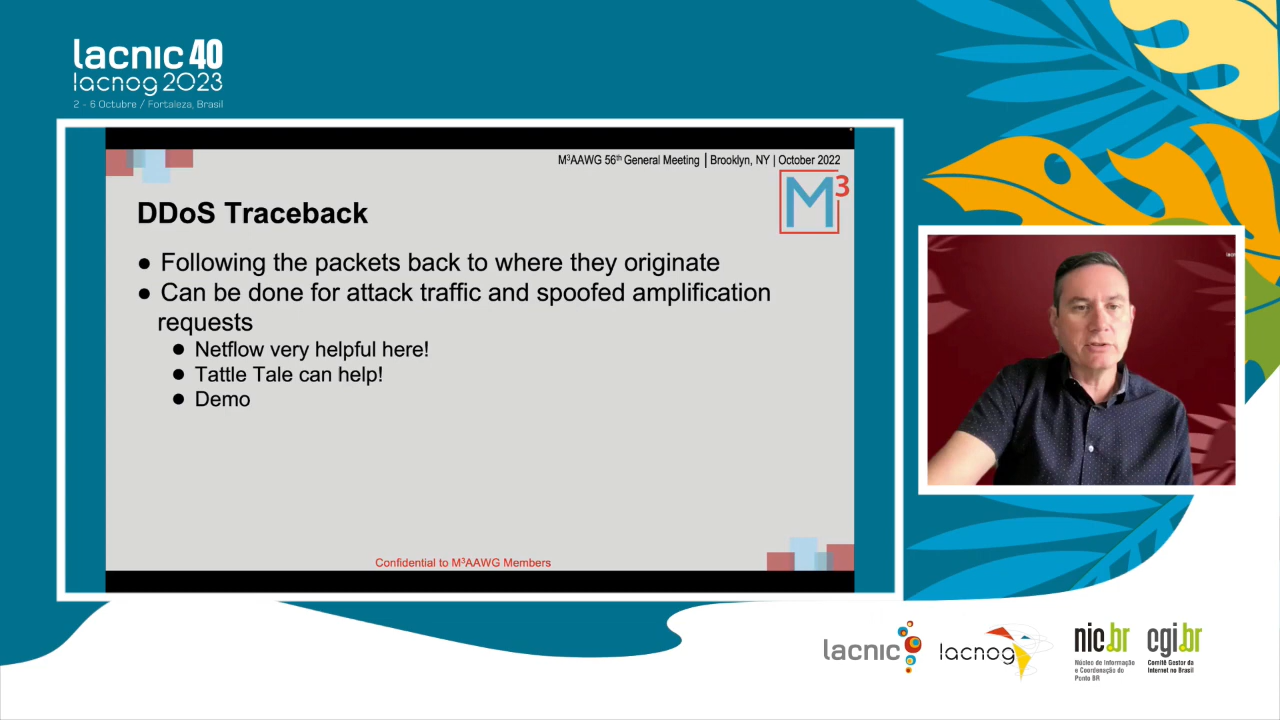 lacnic 40
lacnog 2023
2 - 6 Octubre / Fortaleza, Brasil
M³AAWG 56th General Meeting | Brooklyn, NY | October 2022
M3
DDoS Traceback
● Following the packets back to where they originate
● Can be done for attack traffic and spoofed amplification
requests
● Netflow very helpful here!
● Tattle Tale can help!
● Demo
Confidential to M³AAWG Members
lacnic
lacnog
nic.br
Núcleo de Informação
e Coordenação do
Ponto BR
cgi.br
Comitê Gestor da
Internet no Brasil